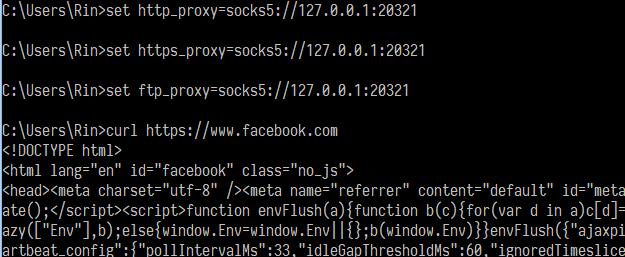 C:\Users\Rin>set http_proxy=socks5://127.0.0.1:20321
C:\Users\Rin>set https_proxy=socks5://127.0.0.1:20321
C:\Users\Rin>set ftp_proxy=socks5://127.0.0.1:20321
C:\Users\Rin>curl https://www.facebook.com
<!DOCTYPE html>
<html lang="en" id="facebook" class="no_js">
<head><meta charset="utf-8" /><meta name="referrer" content="default" id="meta
ate();</script><script>function envFlush(a){function b(c){for(var d in a)c[d]=
azy(["Env"],b);else{window.Env=window.Env||{};b(window.Env)}}envFlush({"ajaxpi
artbeat_config":{"pollIntervalMs":33,"idleGapThresholdMs":60,"ignoredTimeslice